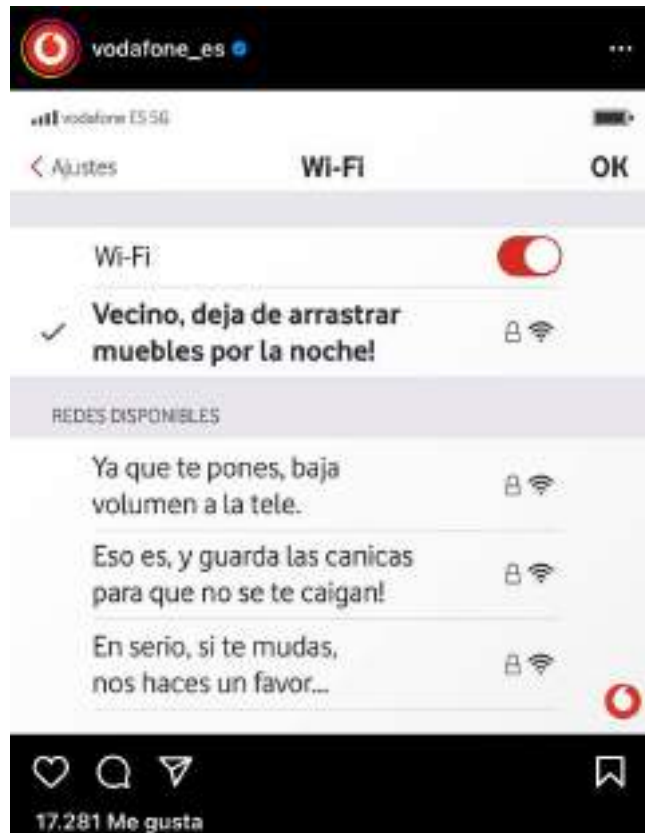 vodafone_es
vodafone ES 5G
Ajustes
Wi-Fi
OK
Wi-Fi
Vecino, deja de arrastrar
muebles por la noche!
REDES DISPONIBLES
Ya que te pones, baja
volumen a la tele.
Eso es, y guarda las canicas
para que no se te caigan!
En serio, si te mudas,
nos haces un favor...
17.281 Me gusta